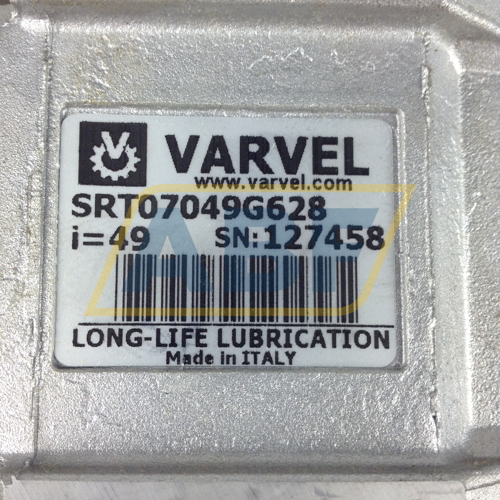 VARVEL
www.varvel.com
SRT07049G628
i=49 SN:127458
LONG-LIFE LUBRICATION
Made in ITALY